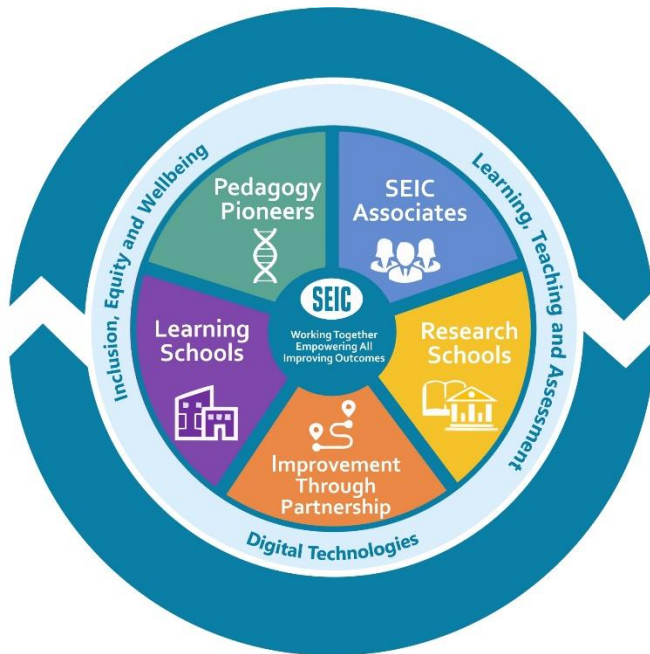 Inclusion, Equity and Wellbeing
Learning, Teaching and Assessment
Digital Technologies
Pedagogy
Pioneers
SEIC
Associates
Learning
Schools
SEIC
Working Together
Empowering All
Improving Outcomes
Research
Schools
Improvement
Through
Partnership